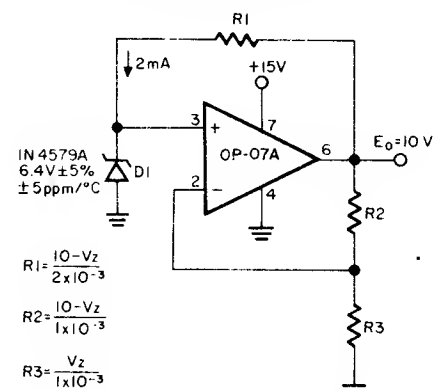 R1
2mA
+15V
3
+
7
IN 4579A
6.4V±5%
±5ppm/°C
D1
OP-07A
6
E₀=10V
2
−
4
R2
R1=10-Vz/2x10⁻³
R2=10-Vz/1x10⁻³
R3=Vz/1x10⁻³
R3